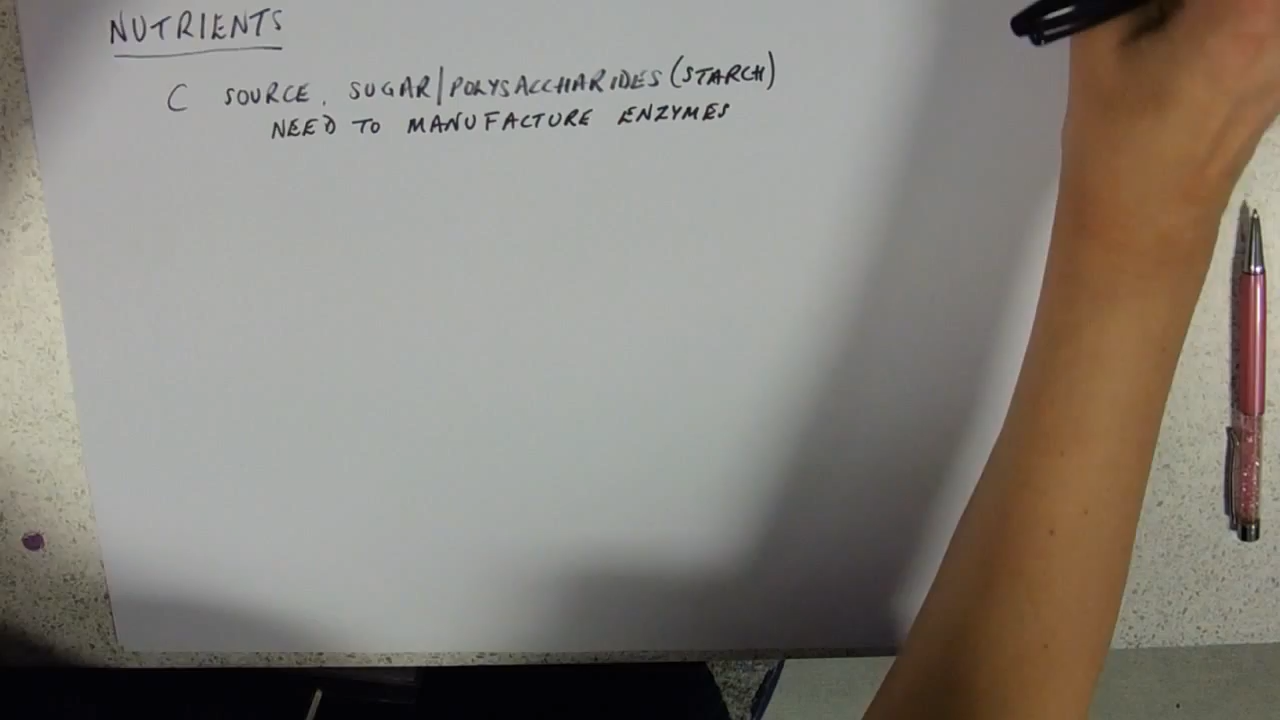 NUTRIENTS
C SOURCE. SUGAR/POLYSACCHARIDES (STARCH)
NEED TO MANUFACTURE ENZYMES